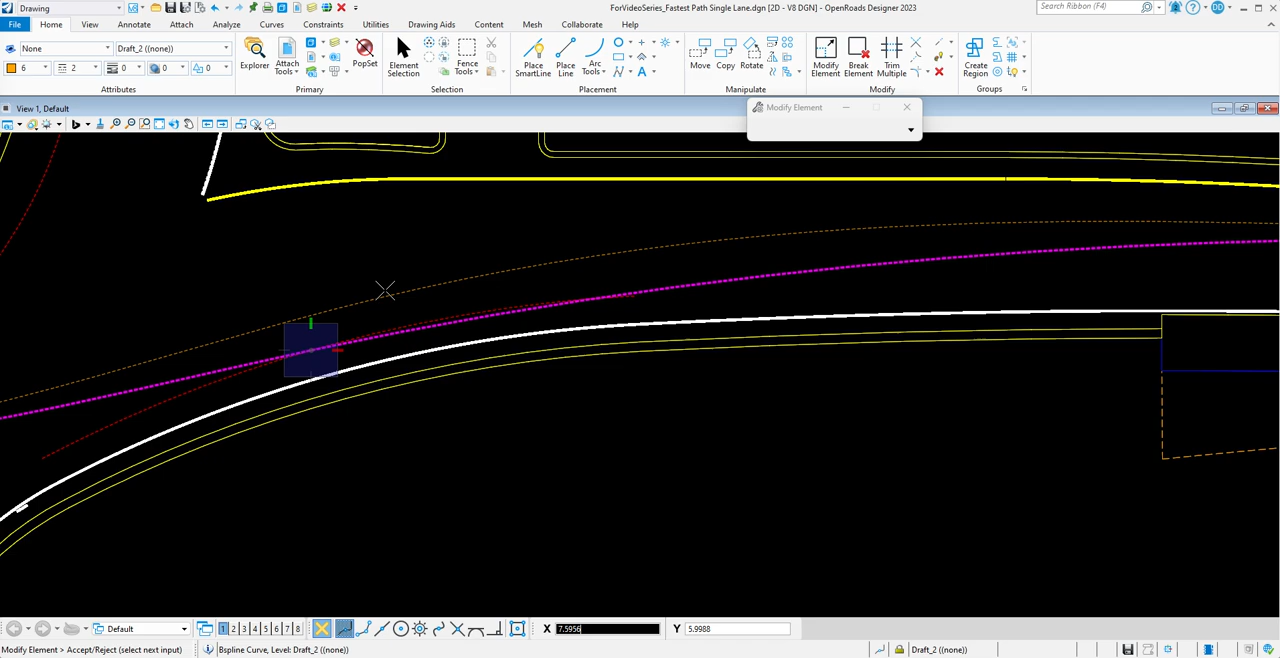 Drawing
ForVideoSeries_Fastest Path Single Lane.dgn [2D - V8 DGN] - OpenRoads Designer 2023
Search Ribbon (F4)
DD
File
Home
View
Annotate
Attach
Analyze
Curves
Constraints
Utilities
Drawing Aids
Content
Mesh
Collaborate
Help
None
Draft_2 ((none))
6
2
0
0
0
Explorer
Attach Tools
PopSet
Element Selection
Fence Tools
Place SmartLine
Place Line
Arc Tools
Move
Copy
Rotate
Modify Element
Break Element
Trim Multiple
Create Region
Attributes
Primary
Selection
Placement
Manipulate
Modify
Groups
View 1, Default
Modify Element
Default
1 2 3 4 5 6 7 8
X 7.5956
Y 5.9988
Modify Element > Accept/Reject (select next input)
Bspline Curve, Level: Draft_2 ((none))
Draft_2 ((none))